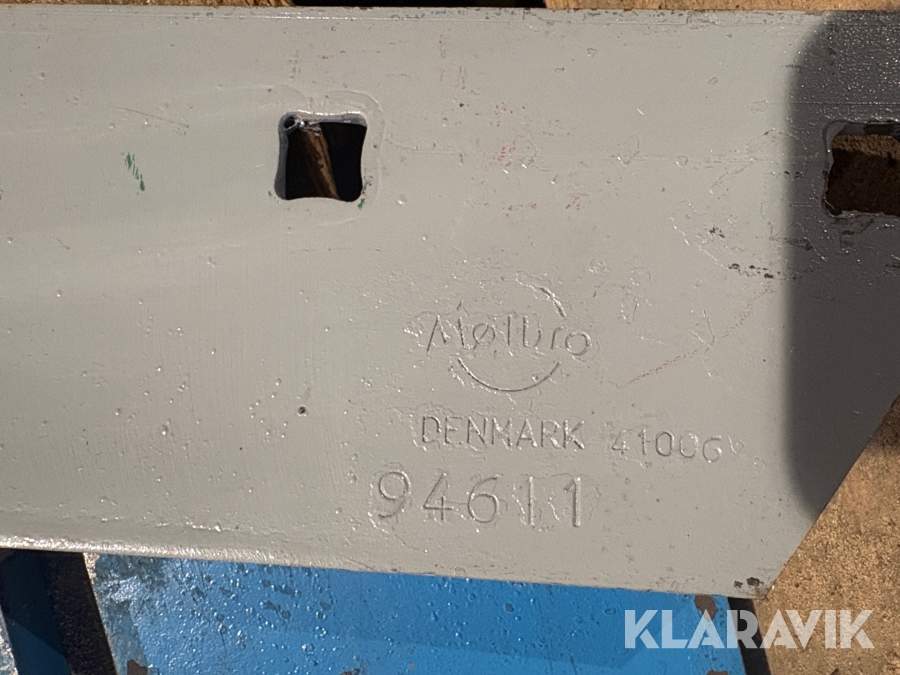 Mølbro
DENMARK 41006
94611
KLARAVIK